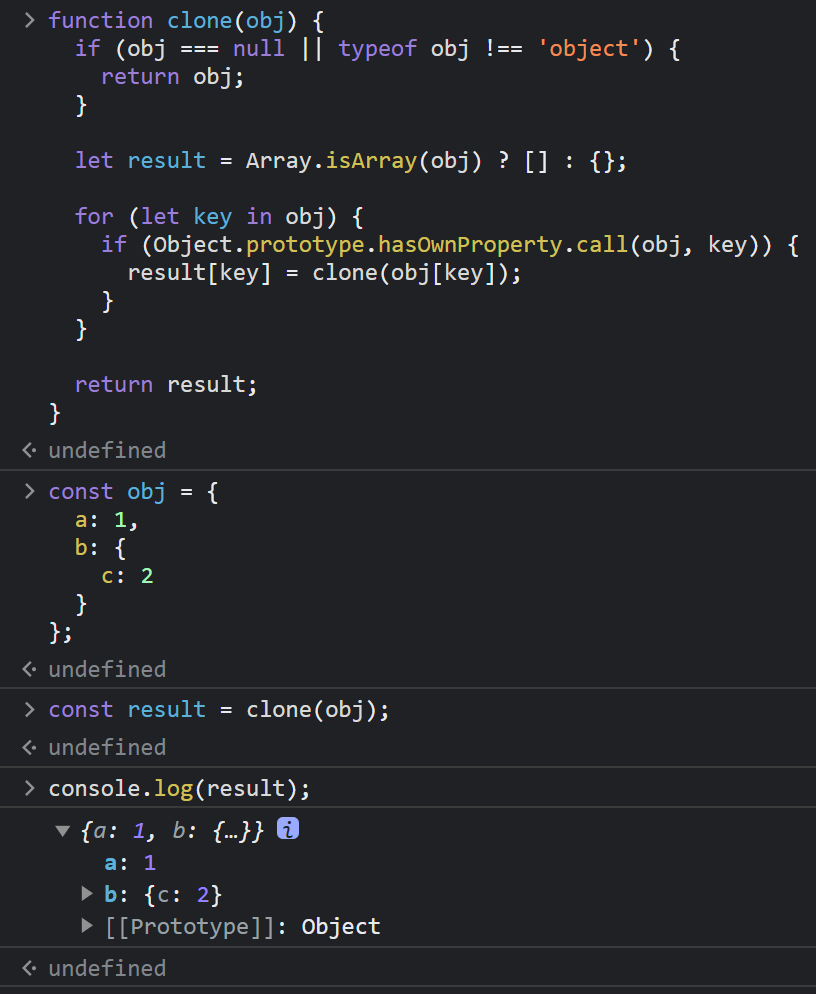 > function clone(obj) {
if (obj === null || typeof obj !== 'object') {
return obj;
}
let result = Array.isArray(obj) ? [] : {};
for (let key in obj) {
if (Object.prototype.hasOwnProperty.call(obj, key)) {
result[key] = clone(obj[key]);
}
}
return result;
}
undefined
> const obj = {
a: 1,
b: {
c: 2
}
};
undefined
> const result = clone(obj);
undefined
> console.log(result);
{a: 1, b: {…}} i
a: 1
b: {c: 2}
[[Prototype]]: Object
undefined